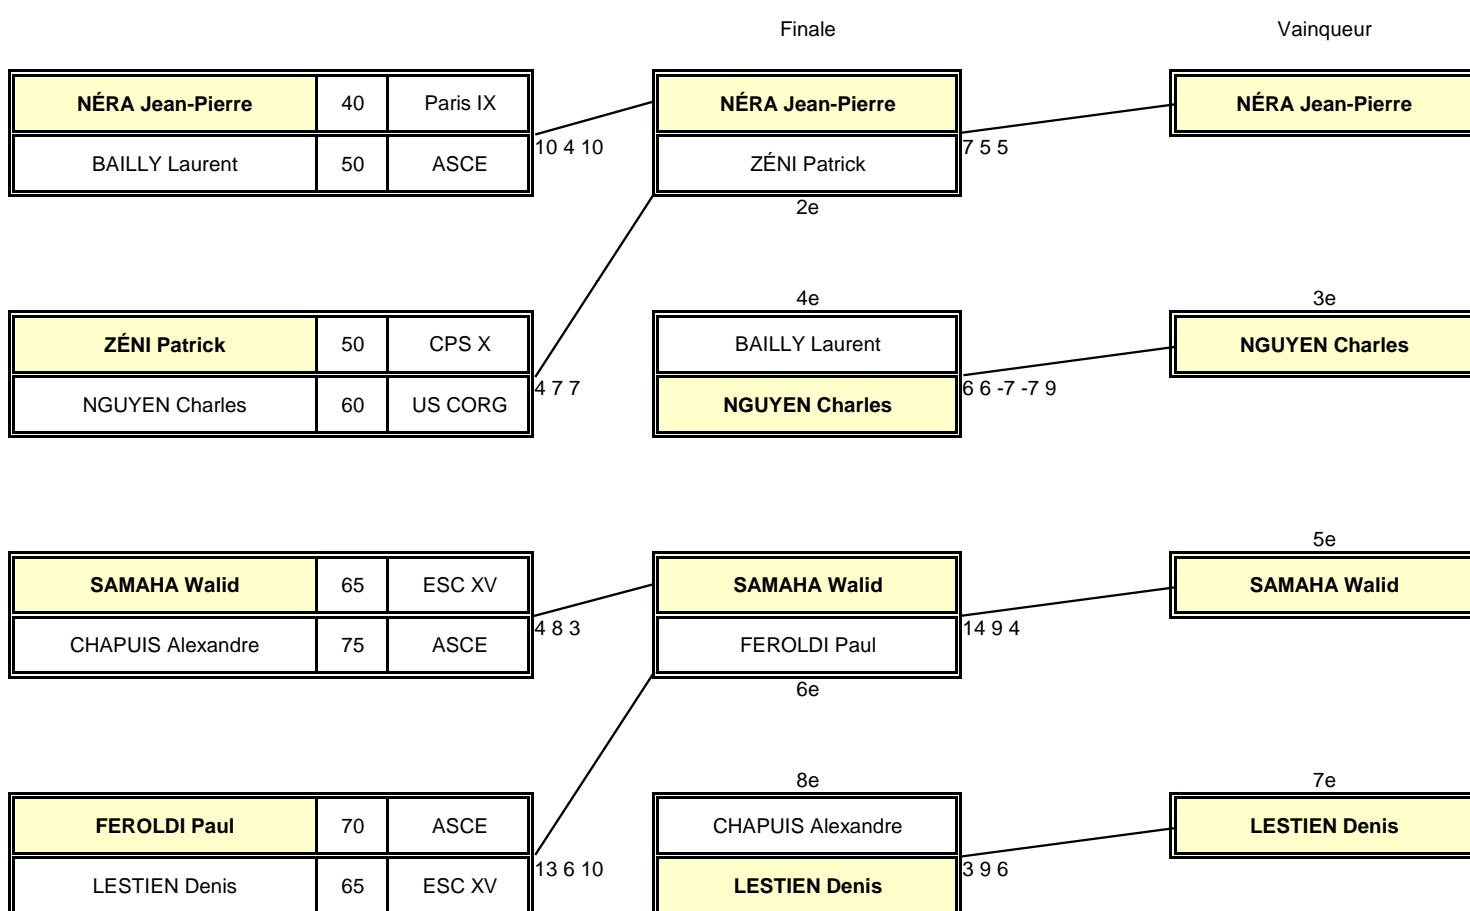 Finale Vainqueur
NÉRA Jean-Pierre 40 Paris IX NÉRA Jean-Pierre NÉRA Jean-Pierre
10 4 10 7 5 5
BAILLY Laurent 50 ASCE ZÉNI Patrick
2e
4e 3e
ZÉNI Patrick 50 CPS X BAILLY Laurent NGUYEN Charles
4 7 7 6 6 -7 -7 9
NGUYEN Charles 60 US CORG NGUYEN Charles
5e
SAMAHA Walid 65 ESC XV SAMAHA Walid SAMAHA Walid
4 8 3 14 9 4
CHAPUIS Alexandre 75 ASCE FEROLDI Paul
6e
8e 7e
FEROLDI Paul 70 ASCE CHAPUIS Alexandre LESTIEN Denis
13 6 10 3 9 6
LESTIEN Denis 65 ESC XV LESTIEN Denis